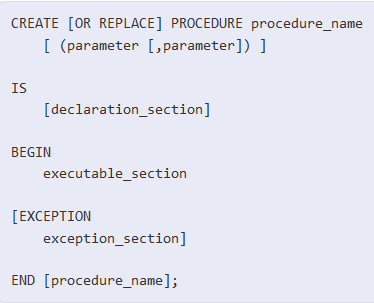 CREATE [OR REPLACE] PROCEDURE procedure_name
[ (parameter [,parameter]) ]
IS
[declaration_section]
BEGIN
executable_section
[EXCEPTION
exception_section]
END [procedure_name];